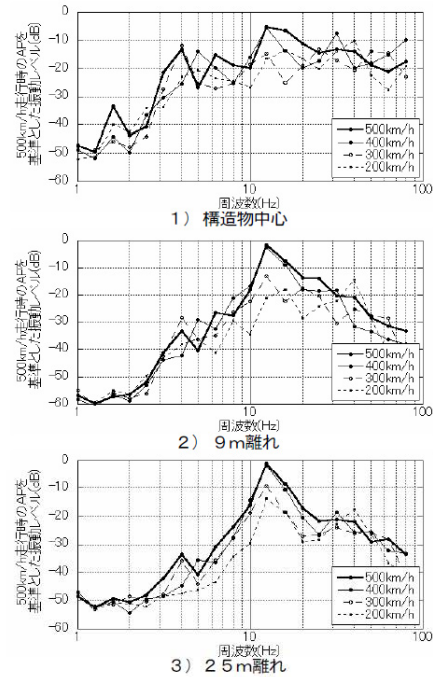 500km/h走行時のAPを
基準とした振動レベル(dB)
0
-10
-20
-30
-40
-50
-60
1
10
100
周波数(Hz)
500km/h
400km/h
300km/h
200km/h
1) 構造物中心
500km/h走行時のAPを
基準とした振動レベル(dB)
0
-10
-20
-30
-40
-50
-60
1
10
100
周波数(Hz)
500km/h
400km/h
300km/h
200km/h
2) 9m離れ
500km/h走行時のAPを
基準とした振動レベル(dB)
0
-10
-20
-30
-40
-50
-60
1
10
100
周波数(Hz)
500km/h
400km/h
300km/h
200km/h
3) 25m離れ